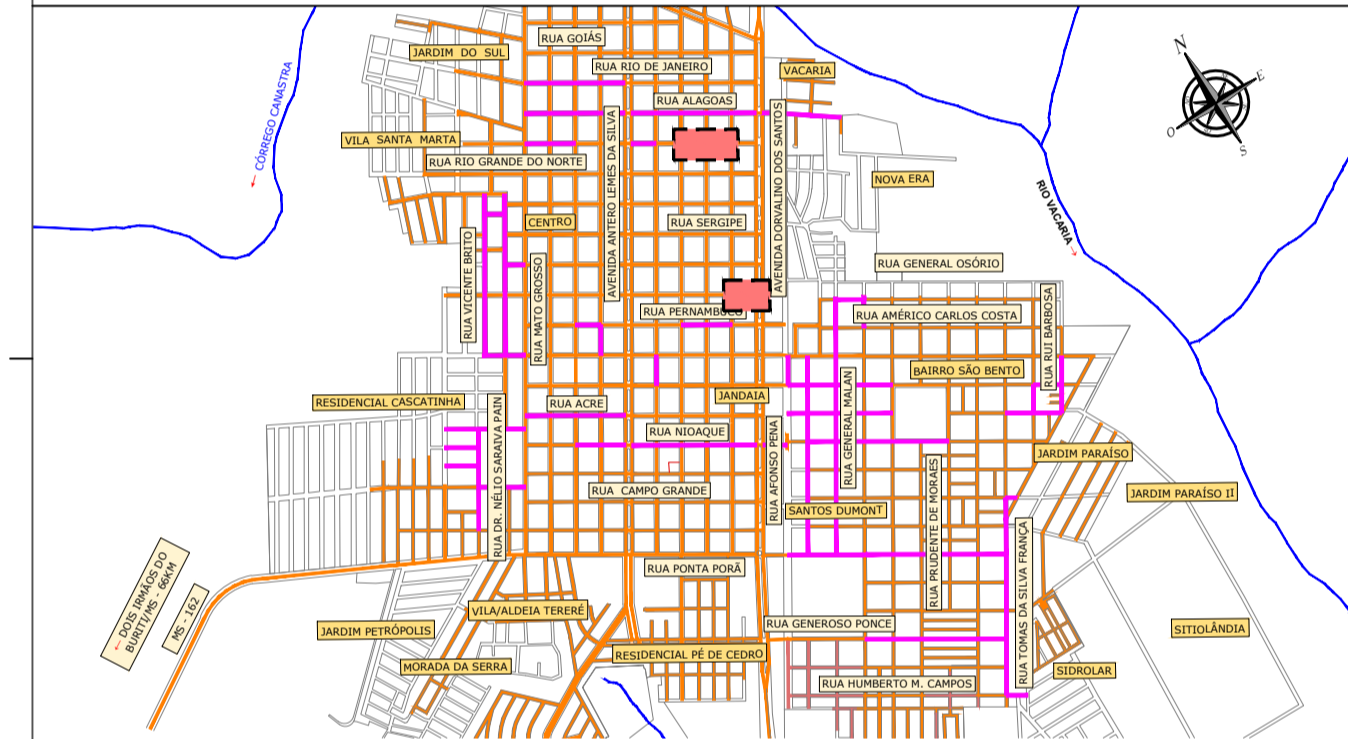 RUA GOIÁS
JARDIM DO SUL
RUA RIO DE JANEIRO
VACARIA
N
E
O
S
CÓRREGO CANASTRA
RUA ALAGOAS
VILA SANTA MARTA
RUA RIO GRANDE DO NORTE
AVENIDA ANTERO LEMES DA SILVA
AVENIDA DORVALINO DOS SANTOS
NOVA ERA
CENTRO
RUA SERGIPE
RIO VACARIA
RUA GENERAL OSÓRIO
RUA VICENTE BRITO
RUA MATO GROSSO
RUA PERNAMBUCO
RUA AMÉRICO CARLOS COSTA
RUA RUI BARBOSA
BAIRRO SÃO BENTO
RESIDENCIAL CASCATINHA
RUA ACRE
JANDAIA
RUA NIOAQUE
RUA GENERAL MALAN
RUA DR. NÉLIO SARAIVA PAIN
RUA AFONSO PENA
JARDIM PARAÍSO
RUA CAMPO GRANDE
JARDIM PARAÍSO II
SANTOS DUMONT
RUA PRUDENTE DE MORAES
RUA TOMAS DA SILVA FRANÇA
RUA PONTA PORÃ
← DOIS IRMÃOS DO
BURITI/MS - 66KM
MS - 162
VILA/ALDEIA TERERÉ
JARDIM PETRÓPOLIS
RUA GENEROSO PONCE
SITIOLÂNDIA
RESIDENCIAL PÉ DE CEDRO
MORADA DA SERRA
SIDROLAR
RUA HUMBERTO M. CAMPOS